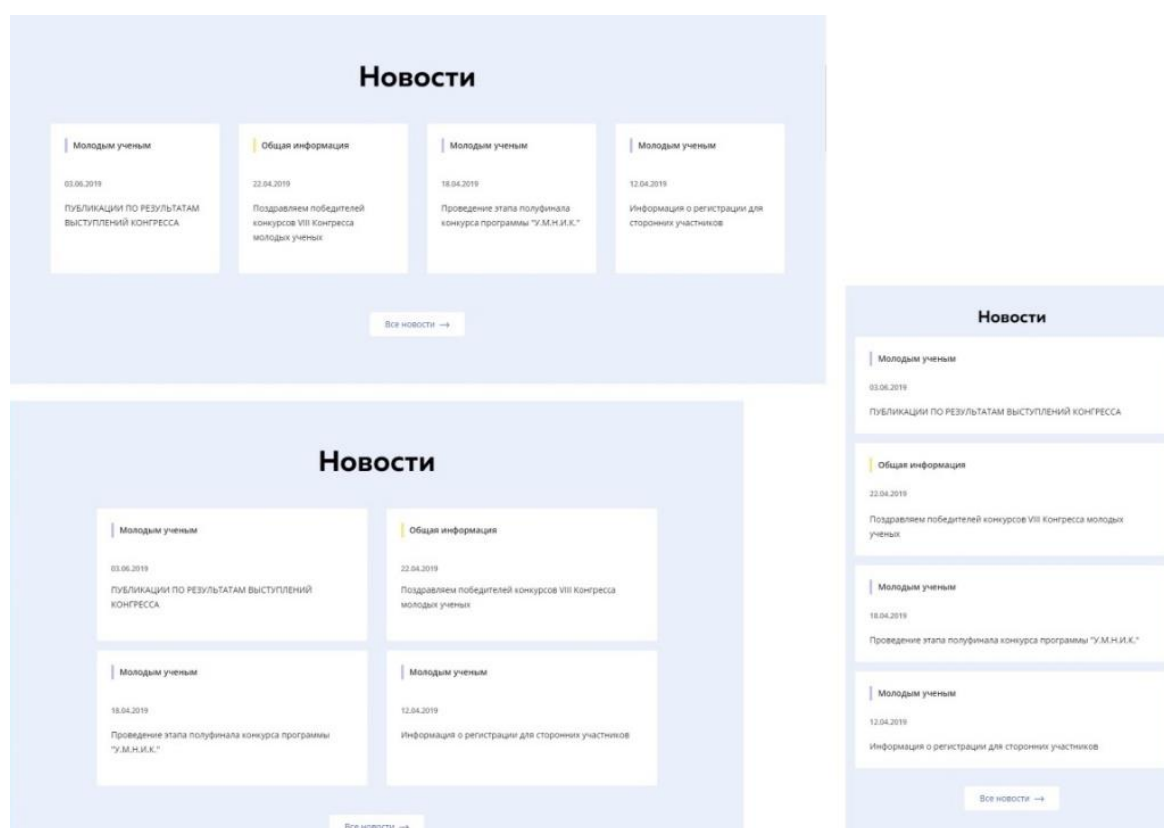 Новости
Молодым ученым
03.06.2019
ПУБЛИКАЦИИ ПО РЕЗУЛЬТАТАМ
ВЫСТУПЛЕНИЙ КОНГРЕССА
Общая информация
22.04.2019
Поздравляем победителей
конкурсов VIII Конгресса
молодых ученых
Молодым ученым
18.04.2019
Проведение этапа полуфинала
конкурса программы "У.М.Н.И.К."
Молодым ученым
12.04.2019
Информация о регистрации для
сторонних участников
Все новости →
Новости
Молодым ученым
03.06.2019
ПУБЛИКАЦИИ ПО РЕЗУЛЬТАТАМ ВЫСТУПЛЕНИЙ
КОНГРЕССА
Общая информация
22.04.2019
Поздравляем победителей конкурсов VIII Конгресса
молодых ученых
Молодым ученым
18.04.2019
Проведение этапа полуфинала конкурса программы
"У.М.Н.И.К."
Молодым ученым
12.04.2019
Информация о регистрации для сторонних участников
Все новости →
Новости
Молодым ученым
03.06.2019
ПУБЛИКАЦИИ ПО РЕЗУЛЬТАТАМ ВЫСТУПЛЕНИЙ КОНГРЕССА
Общая информация
22.04.2019
Поздравляем победителей конкурсов VIII Конгресса молодых
ученых
Молодым ученым
18.04.2019
Проведение этапа полуфинала конкурса программы "У.М.Н.И.К."
Молодым ученым
12.04.2019
Информация о регистрации для сторонних участников
Все новости →